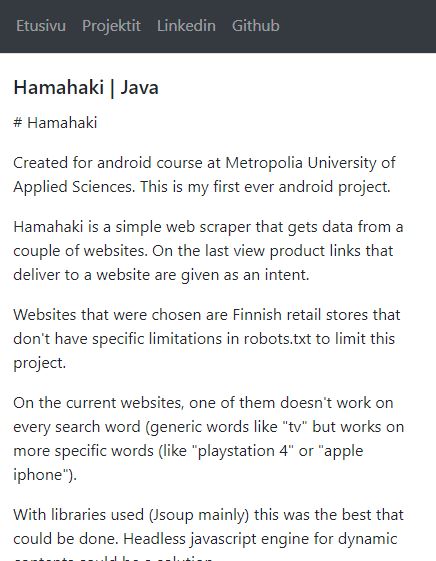 Etusivu Projektit Linkedin Github
Hamahaki | Java
# Hamahaki
Created for android course at Metropolia University of
Applied Sciences. This is my first ever android project.
Hamahaki is a simple web scraper that gets data from a
couple of websites. On the last view product links that
deliver to a website are given as an intent.
Websites that were chosen are Finnish retail stores that
don't have specific limitations in robots.txt to limit this
project.
On the current websites, one of them doesn't work on
every search word (generic words like "tv" but works on
more specific words (like "playstation 4" or "apple
iphone").
With libraries used (Jsoup mainly) this was the best that
could be done. Headless javascript engine for dynamic
contents could be a solution